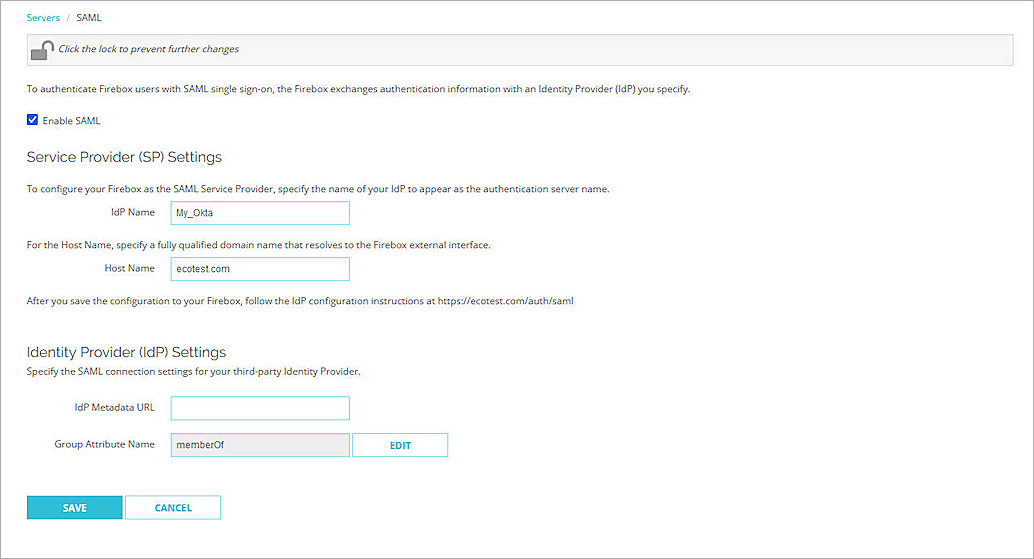 Servers / SAML
Click the lock to prevent further changes
To authenticate Firebox users with SAML single sign-on, the Firebox exchanges authentication information with an Identity Provider (IdP) you specify.
Enable SAML
Service Provider (SP) Settings
To configure your Firebox as the SAML Service Provider, specify the name of your IdP to appear as the authentication server name.
IdP Name My_Okta
For the Host Name, specify a fully qualified domain name that resolves to the Firebox external interface.
Host Name ecotest.com
After you save the configuration to your Firebox, follow the IdP configuration instructions at https://ecotest.com/auth/saml
Identity Provider (IdP) Settings
Specify the SAML connection settings for your third-party Identity Provider.
IdP Metadata URL
Group Attribute Name memberOf EDIT
SAVE CANCEL